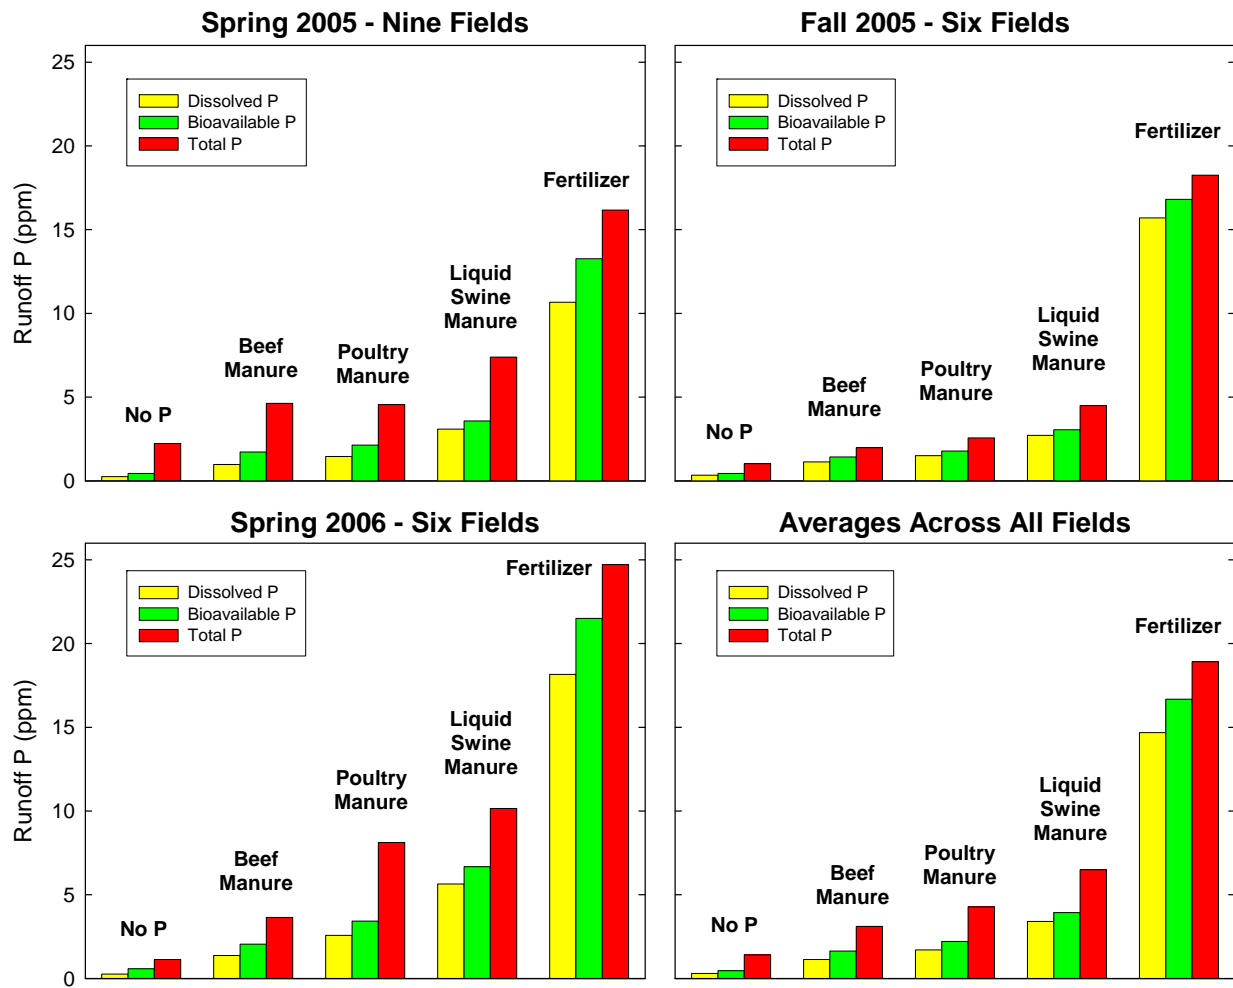 Spring 2005 - Nine Fields
25
20
15
10
5
0
Runoff P (ppm)
Dissolved P
Bioavailable P
Total P
No P
Beef
Manure
Poultry
Manure
Liquid
Swine
Manure
Fertilizer
Fall 2005 - Six Fields
Dissolved P
Bioavailable P
Total P
No P
Beef
Manure
Poultry
Manure
Liquid
Swine
Manure
Fertilizer
Spring 2006 - Six Fields
25
20
15
10
5
0
Runoff P (ppm)
Dissolved P
Bioavailable P
Total P
No P
Beef
Manure
Poultry
Manure
Liquid
Swine
Manure
Fertilizer
Averages Across All Fields
Dissolved P
Bioavailable P
Total P
No P
Beef
Manure
Poultry
Manure
Liquid
Swine
Manure
Fertilizer